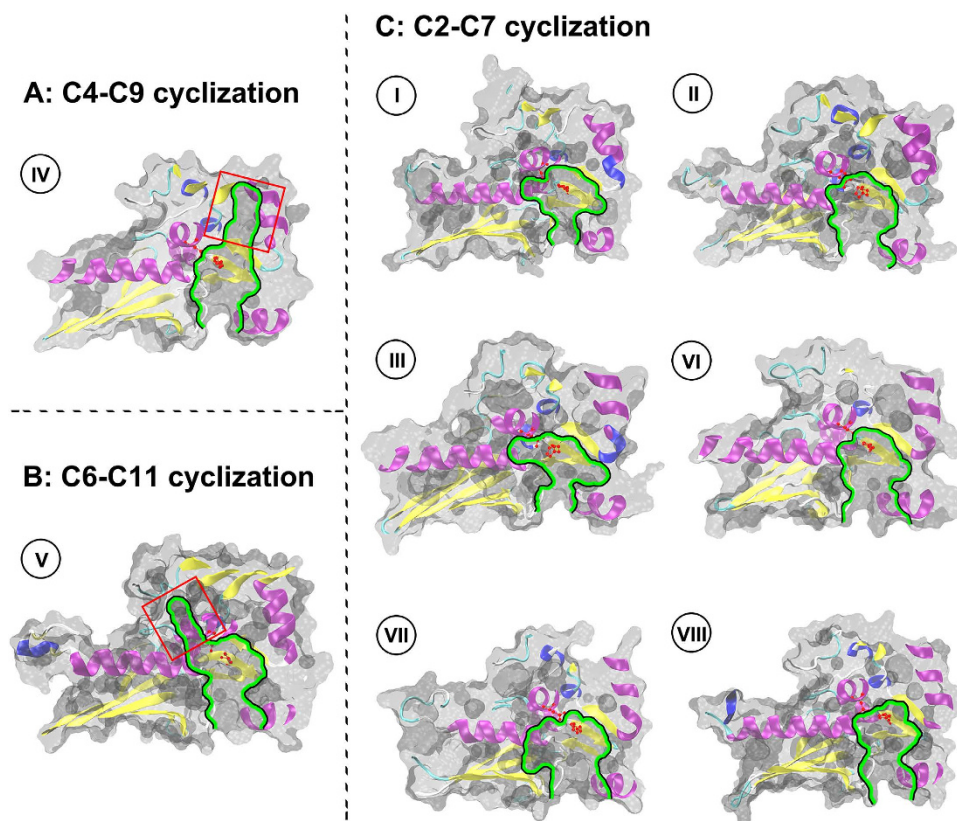 A: C4-C9 cyclization
IV
B: C6-C11 cyclization
V
C: C2-C7 cyclization
I
II
III
VI
VII
VIII